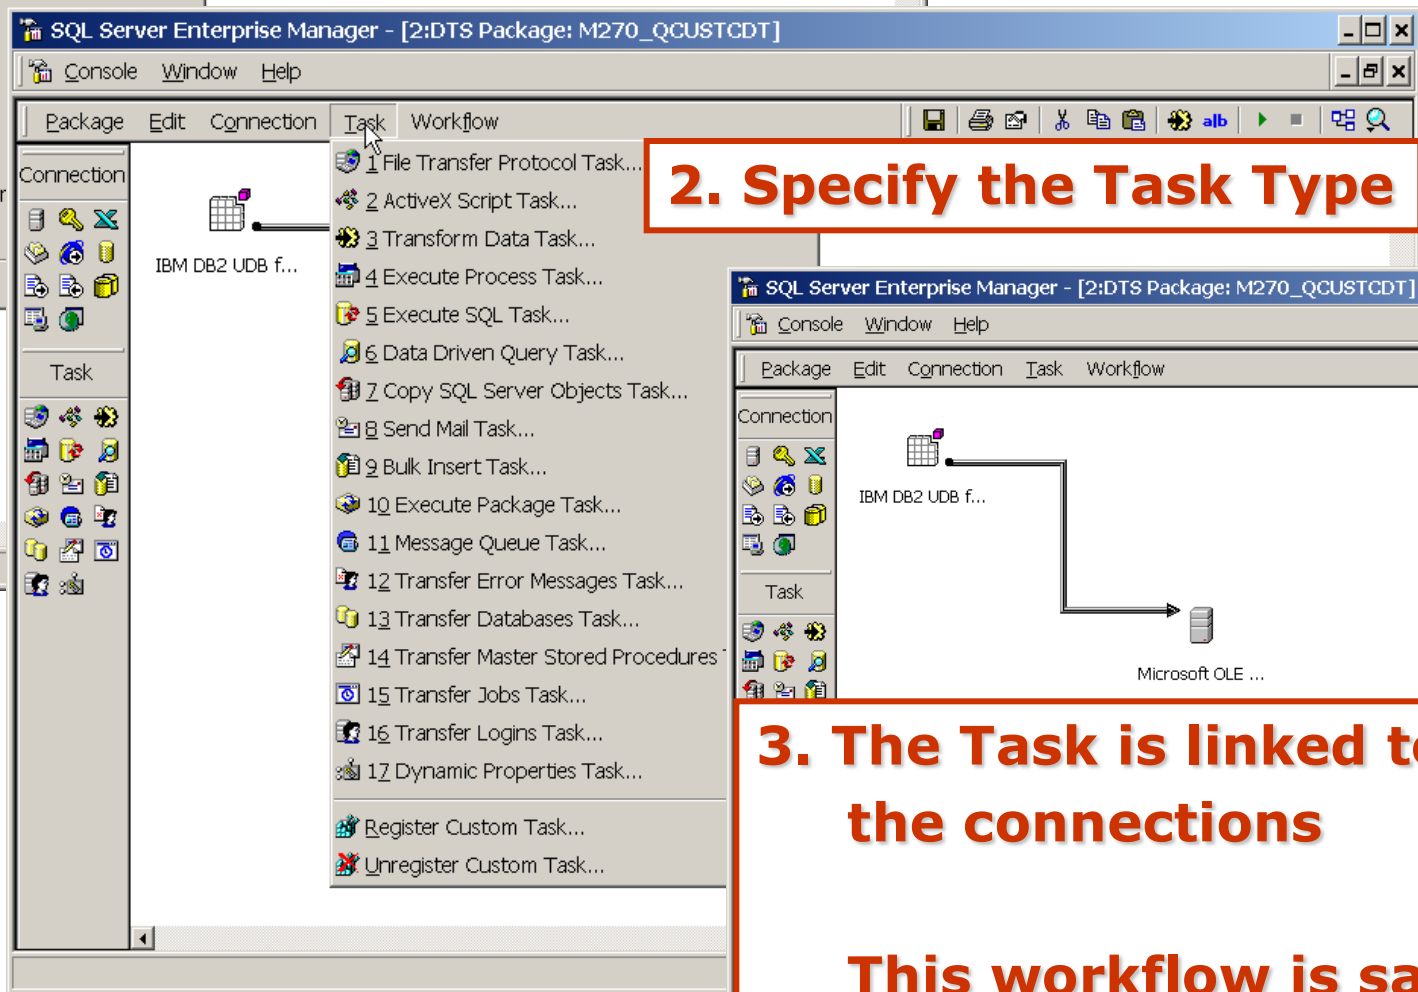 SQL Server Enterprise Manager - [2:DTS Package: M270_QCUSTCDT]
Console Window Help
Package Edit Connection Task Workflow
alb
Connection
IBM DB2 UDB f...
Task
1 File Transfer Protocol Task...
2 ActiveX Script Task...
3 Transform Data Task...
4 Execute Process Task...
5 Execute SQL Task...
6 Data Driven Query Task...
7 Copy SQL Server Objects Task...
8 Send Mail Task...
9 Bulk Insert Task...
10 Execute Package Task...
11 Message Queue Task...
12 Transfer Error Messages Task...
13 Transfer Databases Task...
14 Transfer Master Stored Procedures
15 Transfer Jobs Task...
16 Transfer Logins Task...
17 Dynamic Properties Task...
Register Custom Task...
Unregister Custom Task...
2. Specify the Task Type
SQL Server Enterprise Manager - [2:DTS Package: M270_QCUSTCDT]
Console Window Help
Package Edit Connection Task Workflow
Connection
IBM DB2 UDB f...
Task
Microsoft OLE ...
3. The Task is linked to
the connections
This workflow is sa